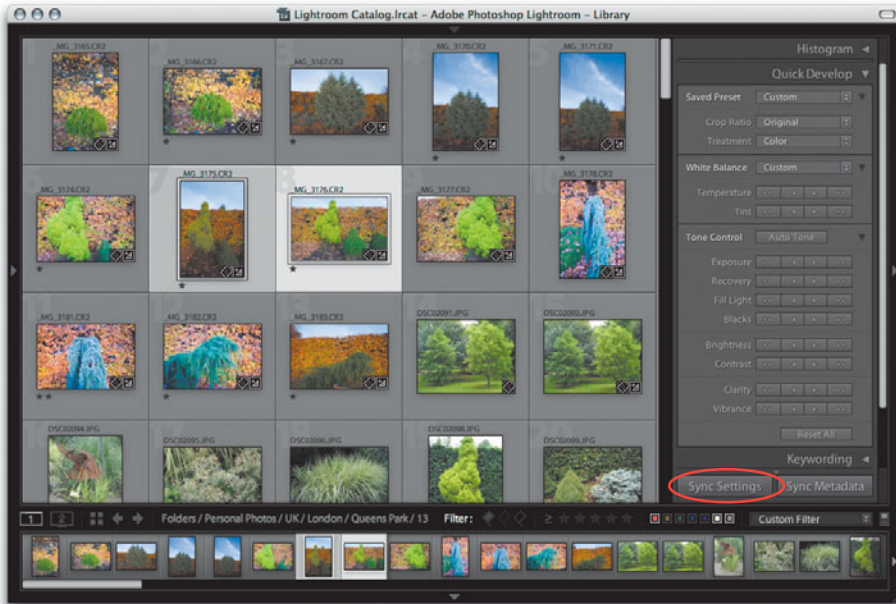 Lightroom Catalog.lrcat – Adobe Photoshop Lightroom – Library
_MG_3165.CR2
_MG_3166.CR2
_MG_3167.CR2
_MG_3170.CR2
_MG_3171.CR2
_MG_3174.CR2
_MG_3175.CR2
_MG_3176.CR2
_MG_3177.CR2
_MG_3178.CR2
_MG_3181.CR2
_MG_3182.CR2
_MG_3183.CR2
DSC02091.JPG
DSC02092.JPG
DSC02094.JPG
DSC02095.JPG
DSC02096.JPG
DSC02098.JPG
DSC02099.JPG
Histogram
Quick Develop
Saved Preset Custom
Crop Ratio Original
Treatment Color
White Balance Custom
Temperature
Tint
Tone Control Auto Tone
Exposure
Recovery
Fill Light
Blacks
Brightness
Contrast
Clarity
Vibrance
Reset All
Keywording
Sync Settings Sync Metadata
1 2 Folders / Personal Photos / UK / London / Queens Park / 13 Filter : Custom Filter